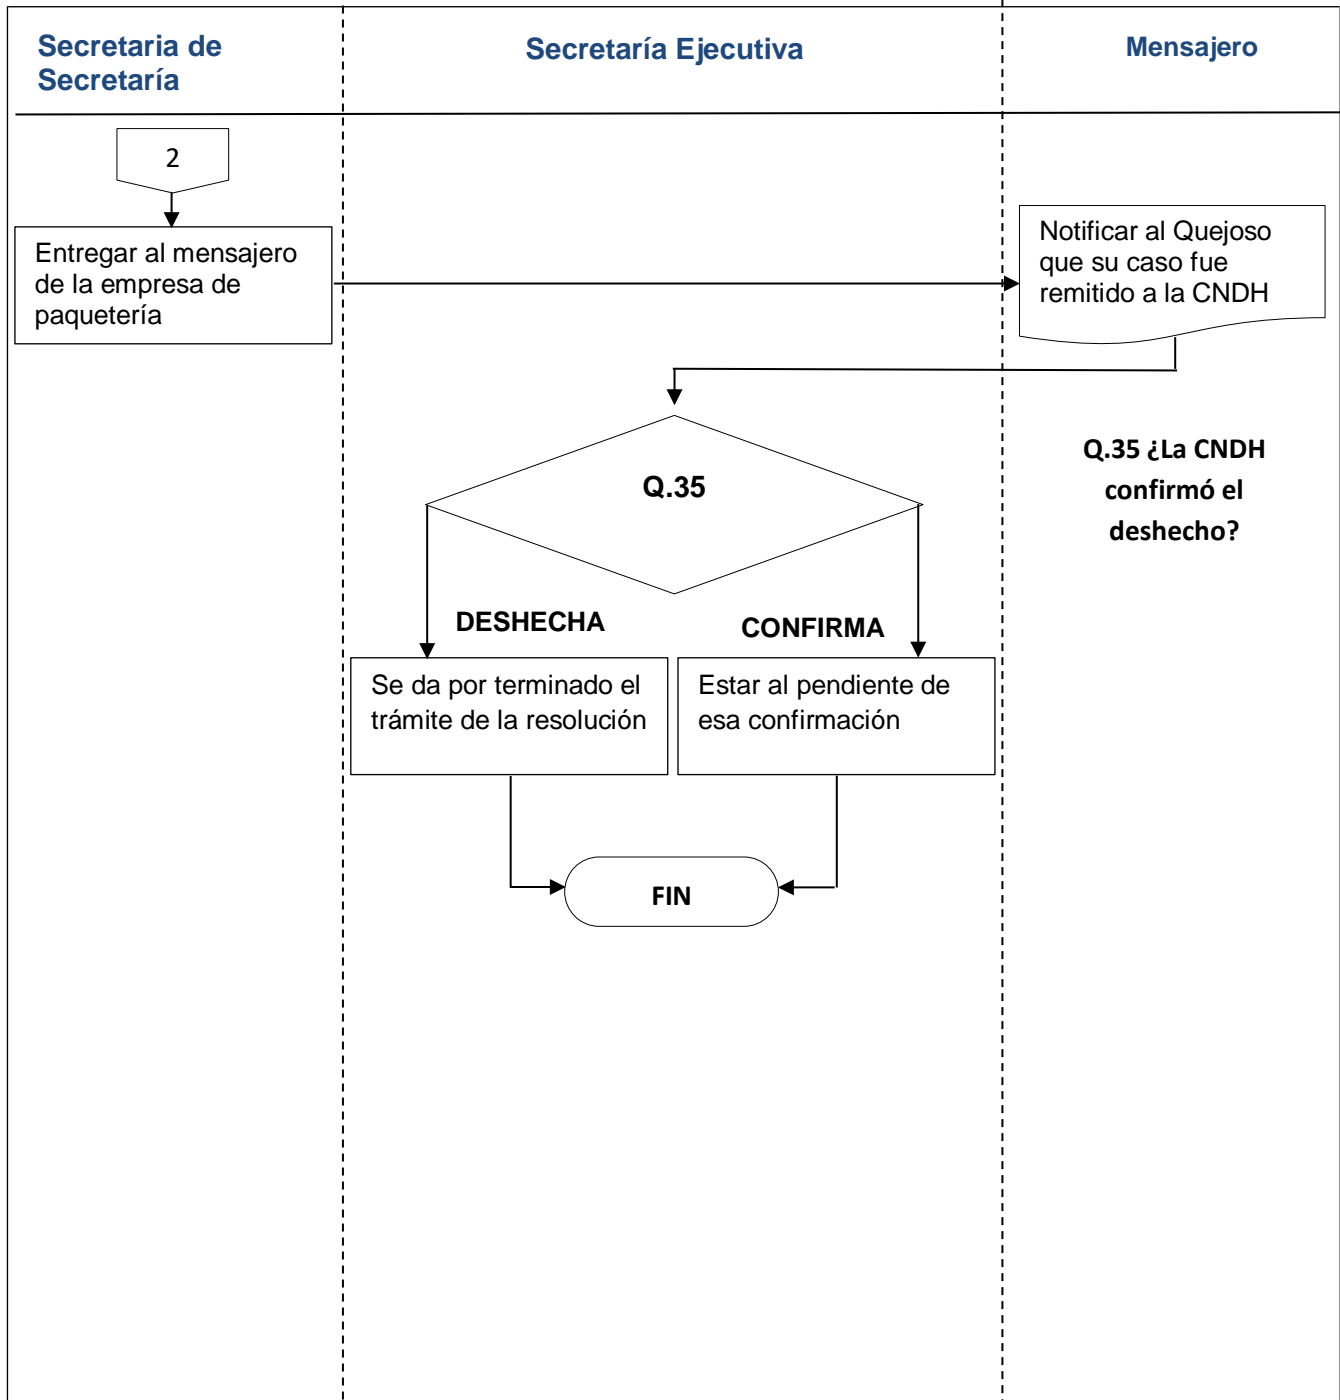 Secretaria de
Secretaría
Secretaría Ejecutiva
Mensajero
2
Entregar al mensajero
de la empresa de
paquetería
Notificar al Quejoso
que su caso fue
remitido a la CNDH
Q.35
Q.35 ¿La CNDH
confirmó el
deshecho?
DESHECHA
CONFIRMA
Se da por terminado el
trámite de la resolución
Estar al pendiente de
esa confirmación
FIN